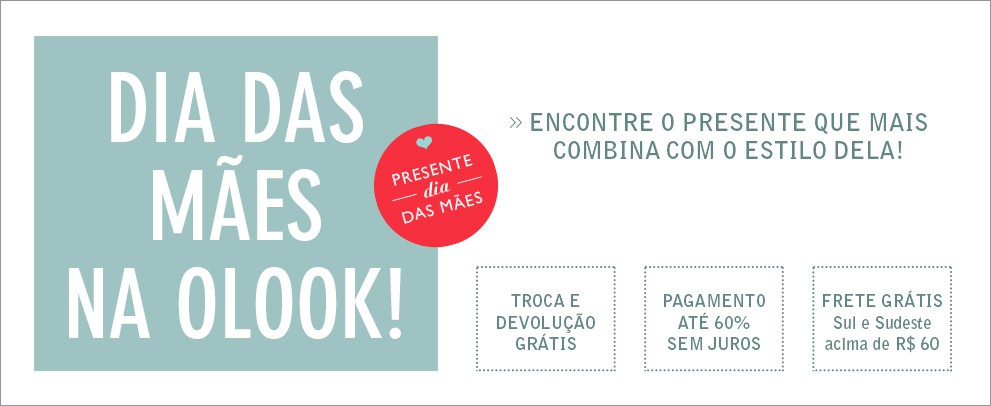 DIA DAS
MÃES
NA OLOOK!
PRESENTE
dia
DAS MÃES
» ENCONTRE O PRESENTE QUE MAIS
COMBINA COM O ESTILO DELA!
TROCA E
DEVOLUÇÃO
GRÁTIS
PAGAMENTO
ATÉ 60%
SEM JUROS
FRETE GRÁTIS
Sul e Sudeste
acima de R$ 60